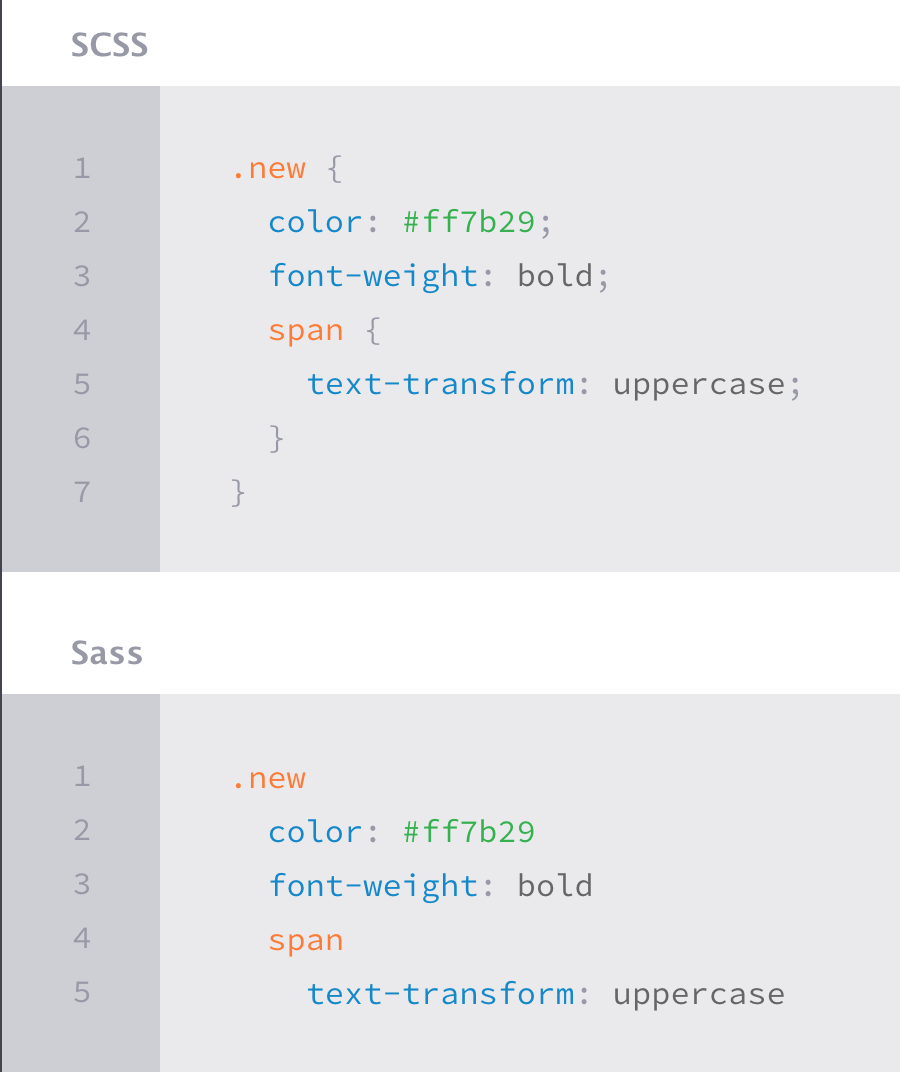 SCSS
1 .new {
2 color: #ff7b29;
3 font-weight: bold;
4 span {
5 text-transform: uppercase;
6 }
7 }
Sass
1 .new
2 color: #ff7b29
3 font-weight: bold
4 span
5 text-transform: uppercase